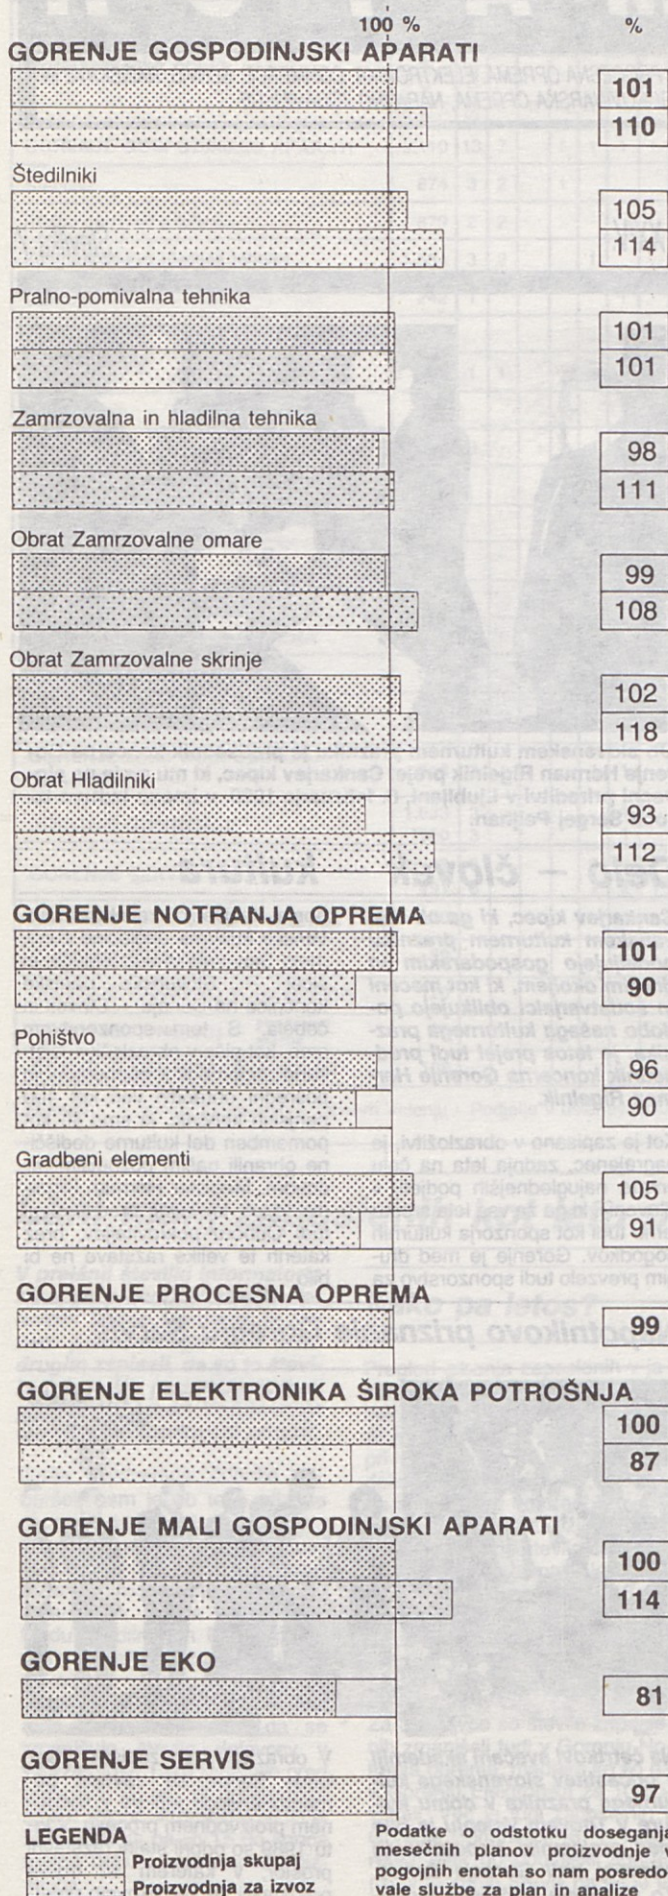 100 % %
GORENJE GOSPODINJSKI APARATI
101
110
Štedilniki
105
114
Pralno-pomivalna tehnika
101
101
Zamrzovalna in hladilna tehnika
98
111
Obrat Zamrzovalne omare
99
108
Obrat Zamrzovalne skrinje
102
118
Obrat Hladilniki
93
112
GORENJE NOTRANJA OPREMA
101
90
Pohištvo
96
90
Gradbeni elementi
105
91
GORENJE PROCESNA OPREMA
99
GORENJE ELEKTRONIKA ŠIROKA POTROŠNJA
100
87
GORENJE MALI GOSPODINJSKI APARATI
100
114
GORENJE EKO
81
GORENJE SERVIS
97
LEGENDA
Proizvodnja skupaj
Proizvodnja za izvoz
Podatke o odstotku doseganja
mesečnih planov proizvodnje v
pogojnih enotah so nam posredo
vale službe za plan in analize